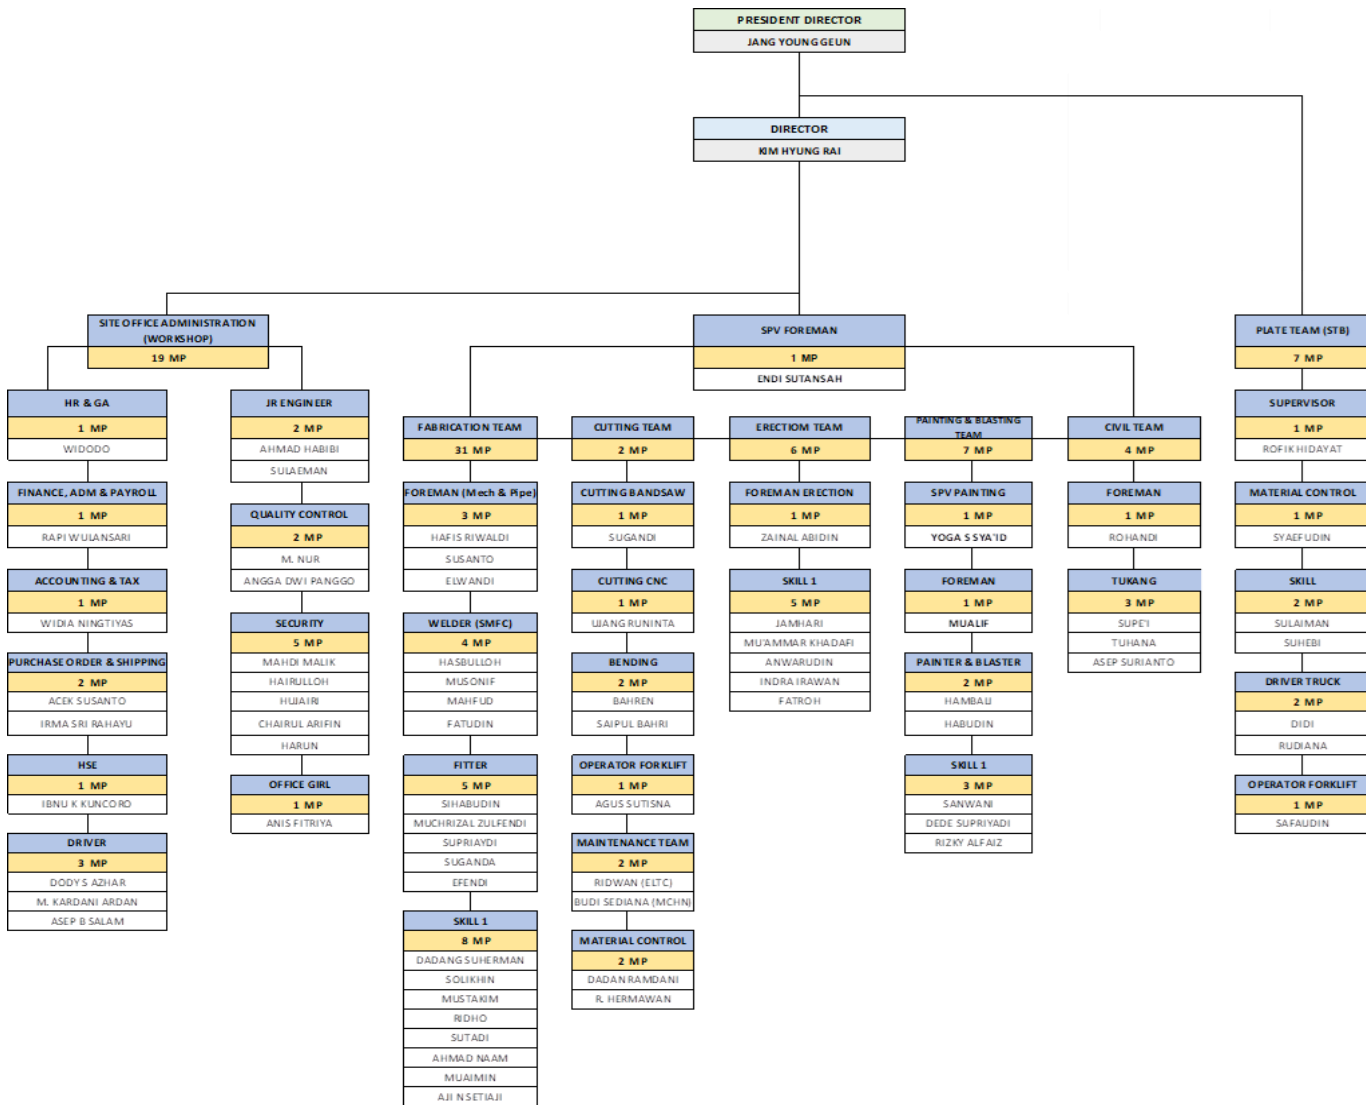 PRESIDENT DIRECTOR
JANG YOUNG GEUN
DIRECTOR
KIM HYUNG RAI
SITE OFFICE ADMINISTRATION
(WORKSHOP)
19 MP
HR & GA
1 MP
WIDODO
FINANCE, ADM & PAYROLL
1 MP
RAPI WULANSARI
ACCOUNTING & TAX
1 MP
WIDIA NINGTIYAS
PURCHASE ORDER & SHIPPING
2 MP
ACEK SUSANTO
IRMA SRI RAHAYU
HSE
1 MP
IBNU K KUNCORO
DRIVER
3 MP
DODY S AZHAR
M. KARDANI ARDAN
ASEP B SALAM
JR ENGINEER
2 MP
AHMAD HABIBI
SULAEMAN
QUALITY CONTROL
2 MP
M. NUR
ANGGA DWI PANGGO
SECURITY
5 MP
MAHDI MALIK
HAIRULLOH
HUJAIRI
CHAIRUL ARIFIN
HARUN
OFFICE GIRL
1 MP
ANIS FITRIYA
SPV FOREMAN
1 MP
ENDI SUTANSAH
FABRICATION TEAM
31 MP
FOREMAN (Mech & Pipe)
3 MP
HAFIS RIWALDI
SUSANTO
ELWANDI
WELDER (SMFC)
4 MP
HASBULLOH
MUSONIF
MAHFUD
FATUDIN
FITTER
5 MP
SIHABUDIN
MUCHRIZAL ZULFENDI
SUPRIAYDI
SUGANDA
EFENDI
SKILL 1
8 MP
DADANG SUHERMAN
SOLIKHIN
MUSTAKIM
RIDHO
SUTADI
AHMAD NAAM
MUAIMIN
AJI N SETIAJI
CUTTING TEAM
2 MP
CUTTING BANDSAW
1 MP
SUGANDI
CUTTING CNC
1 MP
UJANG RUNINTA
BENDING
2 MP
BAHREN
SAIPUL BAHRI
OPERATOR FORKLIFT
1 MP
AGUS SUTISNA
MAINTENANCE TEAM
2 MP
RIDWAN (ELTC)
BUDI SEDIANA (MCHN)
MATERIAL CONTROL
2 MP
DADAN RAMDANI
R. HERMAWAN
ERECTIOM TEAM
6 MP
FOREMAN ERECTION
1 MP
ZAINAL ABIDIN
SKILL 1
5 MP
JAMHARI
MU'AMMAR KHADAFI
ANWARUDIN
INDRA IRAWAN
FATROH
PAINTING & BLASTING
TEAM
7 MP
SPV PAINTING
1 MP
YOGA S SYA'ID
FOREMAN
1 MP
MUALIF
PAINTER & BLASTER
2 MP
HAMBALI
HABUDIN
SKILL 1
3 MP
SANWANI
DEDE SUPRIYADI
RIZKY ALFAIZ
CIVIL TEAM
4 MP
FOREMAN
1 MP
ROHANDI
TUKANG
3 MP
SUPE'I
TUHANA
ASEP SURIANTO
PLATE TEAM (STB)
7 MP
SUPERVISOR
1 MP
ROFIK HIDAYAT
MATERIAL CONTROL
1 MP
SYAEFUDIN
SKILL
2 MP
SULAIMAN
SUHEBI
DRIVER TRUCK
2 MP
DIDI
RUDIANA
OPERATOR FORKLIFT
1 MP
SAFAUDIN